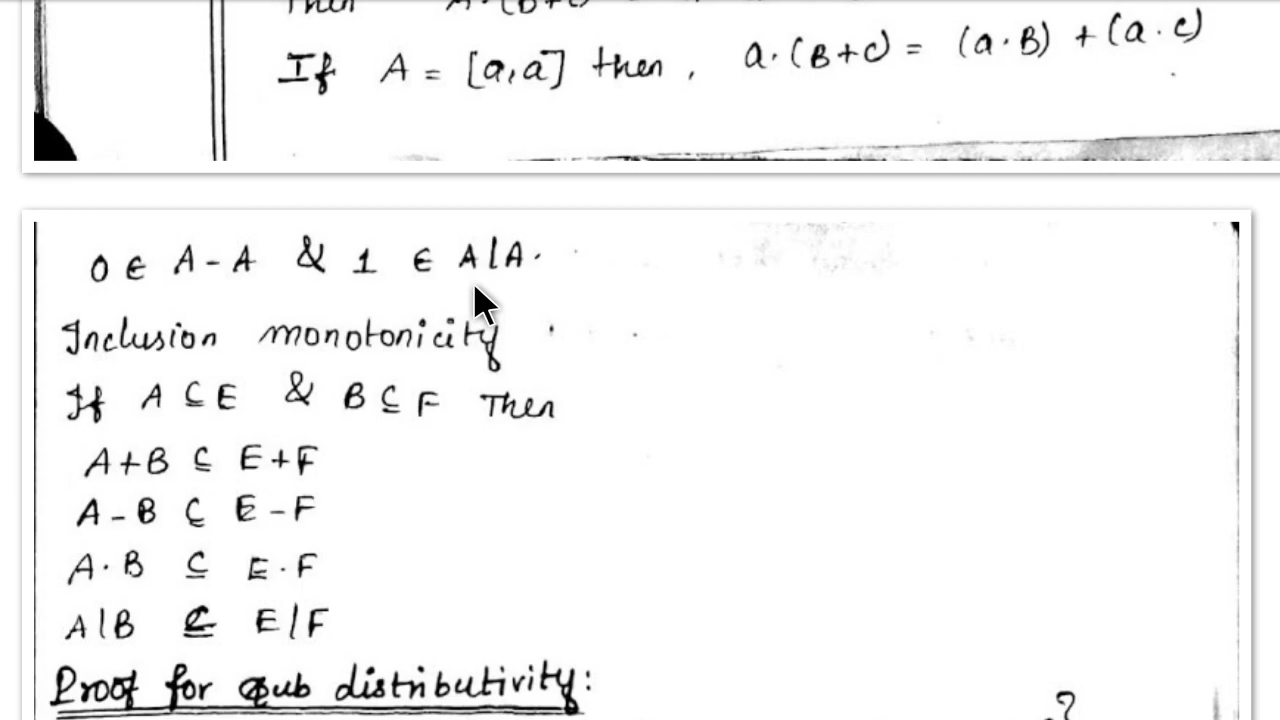 If A = [a,a] then, a.(B+C) = (a.B) + (a.C)
0 ∈ A-A & 1 ∈ A/A.
Inclusion monotonicity
If A ⊆ E & B ⊆ F Then
A+B ⊆ E+F
A-B ⊆ E-F
A.B ⊆ E.F
A/B ⊆ E/F
Proof for sub distributivity: